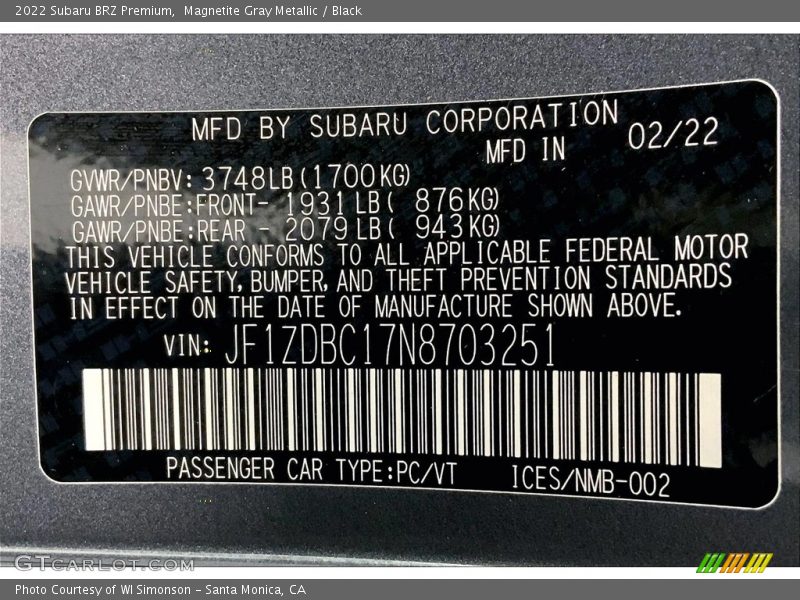 2022 Subaru BRZ Premium,  Magnetite Gray Metallic / Black
MFD BY SUBARU CORPORATION
MFD IN 02/22
GVWR/PNBV: 3748LB(1700KG)
GAWR/PNBE:FRONT- 1931 LB( 876KG)
GAWR/PNBE:REAR - 2079 LB( 943KG)
THIS VEHICLE CONFORMS TO ALL APPLICABLE FEDERAL MOTOR
VEHICLE SAFETY, BUMPER, AND THEFT PREVENTION STANDARDS
IN EFFECT ON THE DATE OF MANUFACTURE SHOWN ABOVE.
VIN: JF1ZDBC17N8703251
PASSENGER CAR TYPE:PC/VT ICES/NMB-002
GTcarlot.com
Photo Courtesy of WI Simonson - Santa Monica, CA